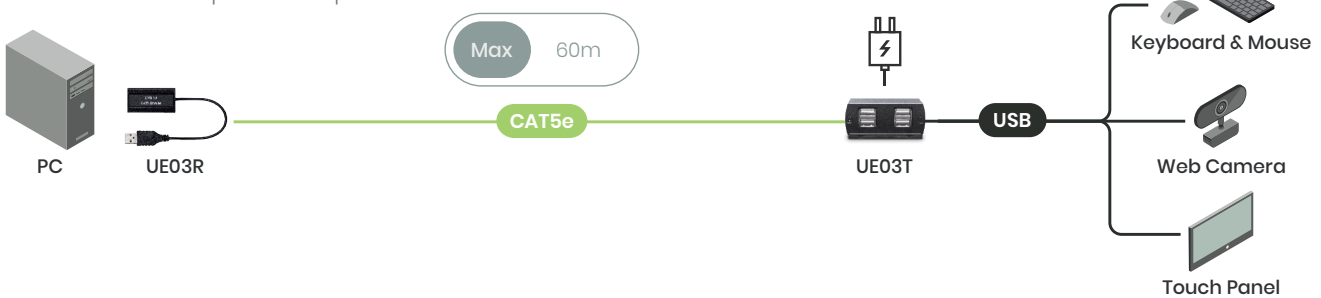 Max 60m
Keyboard & Mouse
CAT5e
USB
PC
UE03R
UE03T
Web Camera
Touch Panel